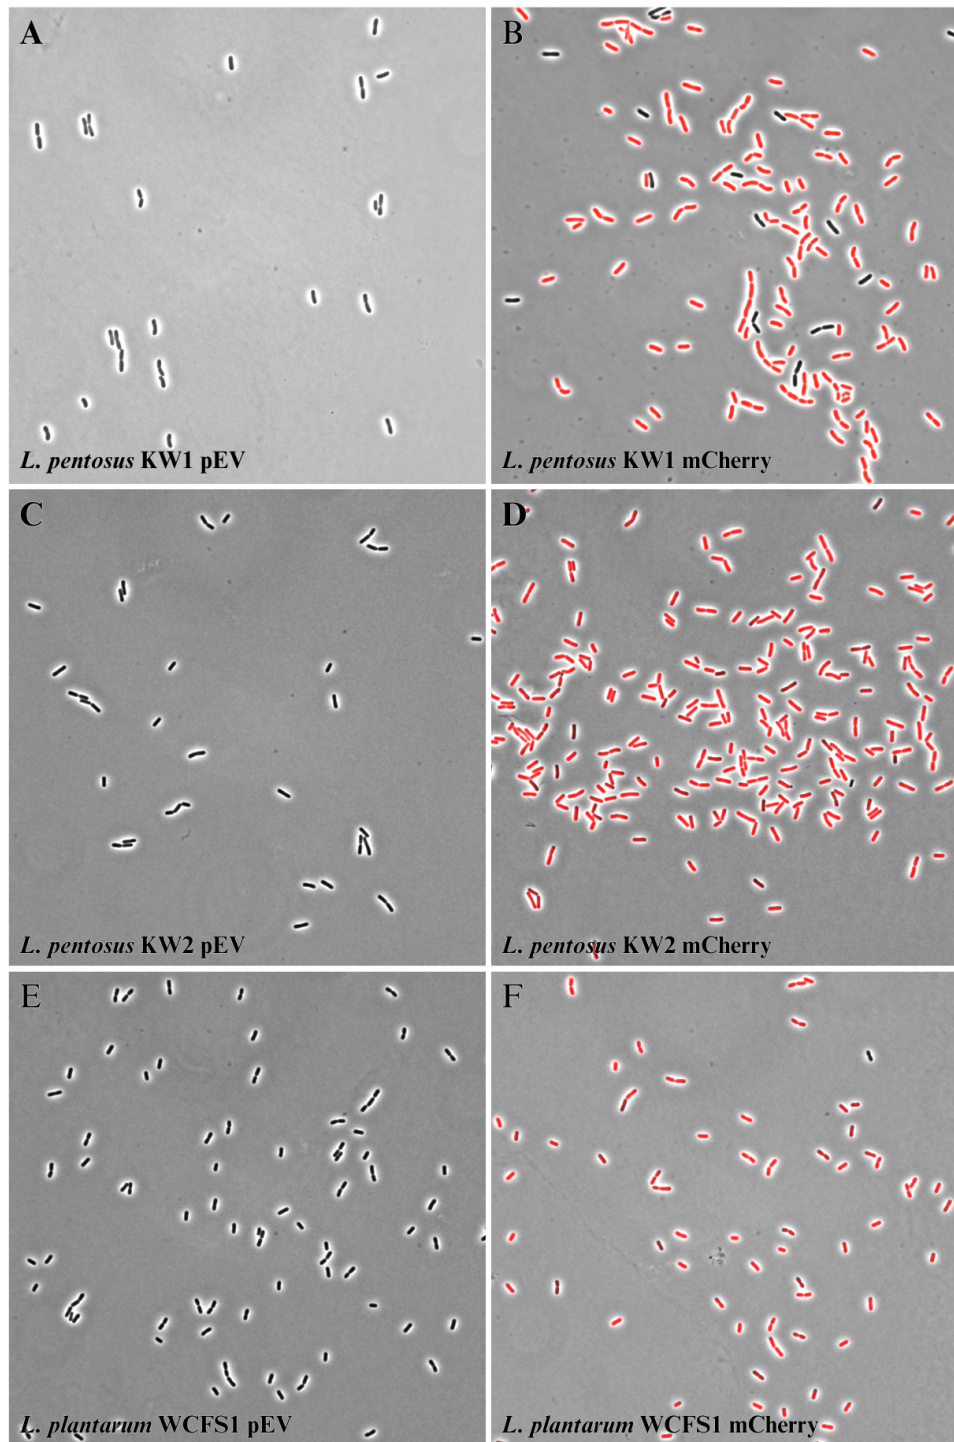 A
B
L. pentosus KW1 pEV
L. pentosus KW1 mCherry
C
D
L. pentosus KW2 pEV
L. pentosus KW2 mCherry
E
F
L. plantarum WCFS1 pEV
L. plantarum WCFS1 mCherry